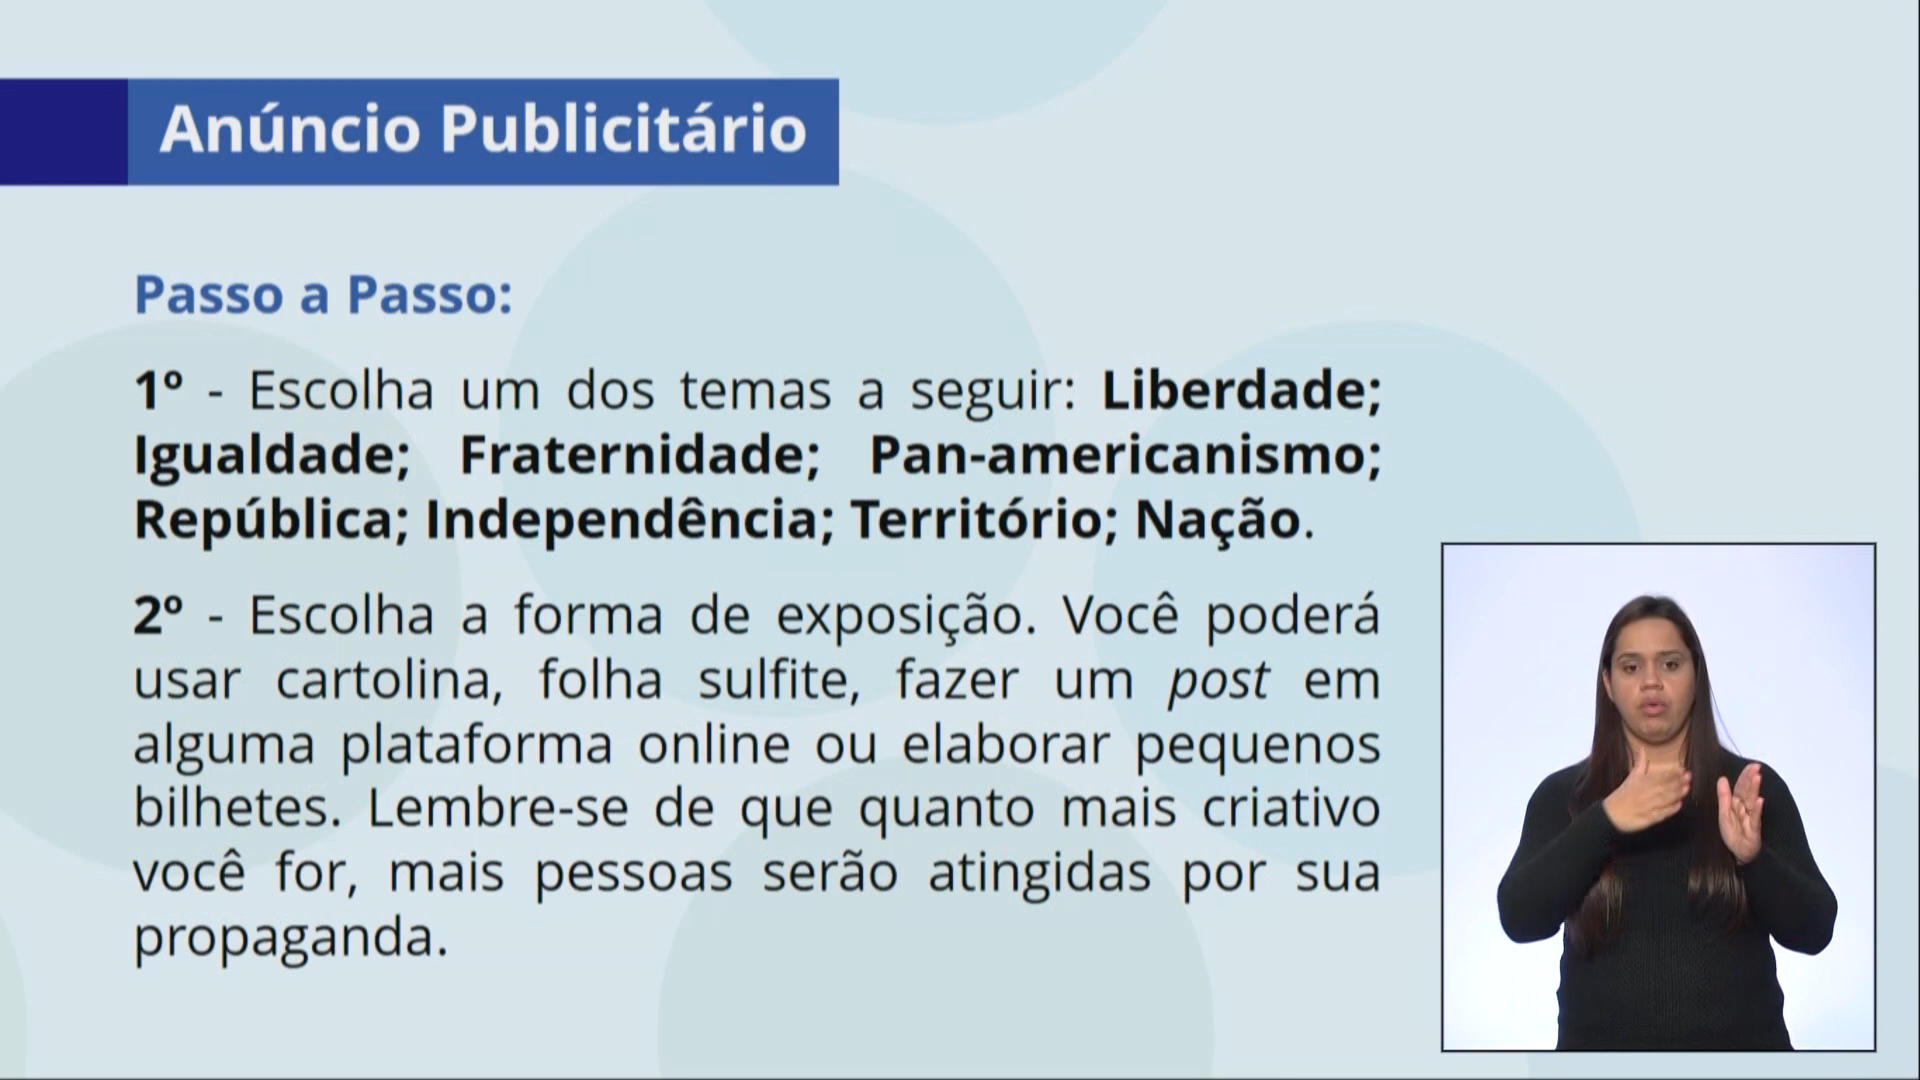 Anúncio Publicitário
Passo a Passo:
1º - Escolha um dos temas a seguir: Liberdade;
Igualdade; Fraternidade; Pan-americanismo;
República; Independência; Território; Nação.
2º - Escolha a forma de exposição. Você poderá
usar cartolina, folha sulfite, fazer um post em
alguma plataforma online ou elaborar pequenos
bilhetes. Lembre-se de que quanto mais criativo
você for, mais pessoas serão atingidas por sua
propaganda.